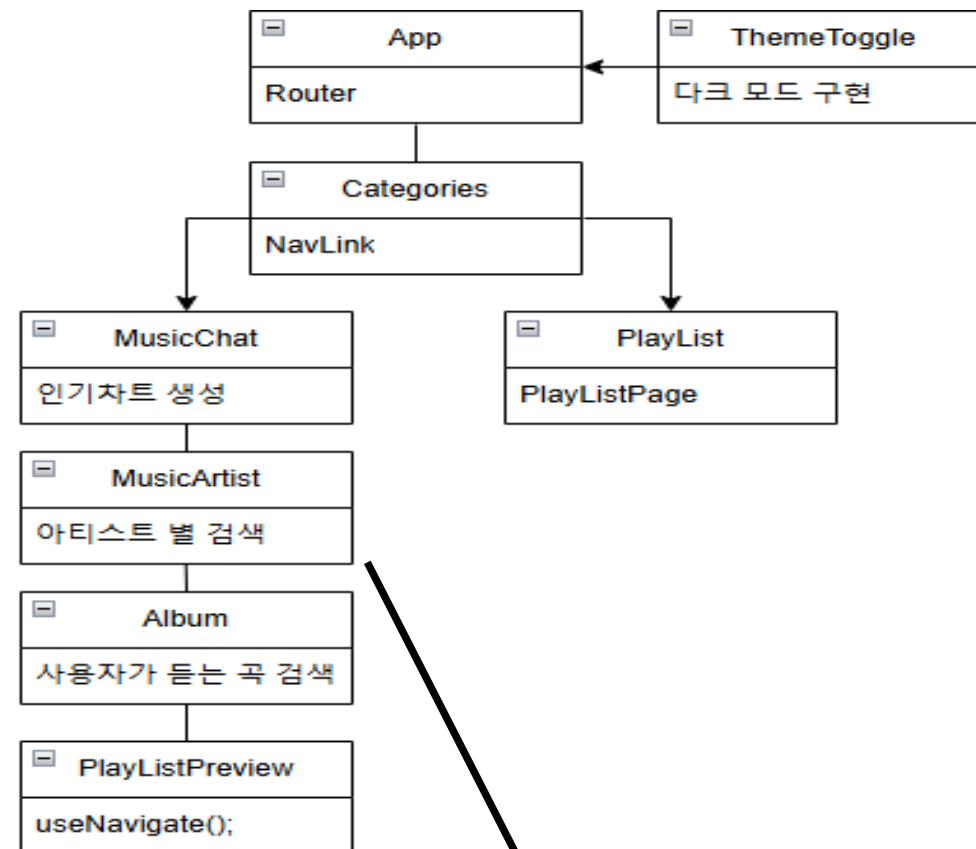 App
Router
ThemeToggle
다크 모드 구현
Categories
NavLink
MusicChat
인기차트 생성
PlayList
PlayListPage
MusicArtist
아티스트 별 검색
Album
사용자가 듣는 곡 검색
PlayListPreview
useNavigate();